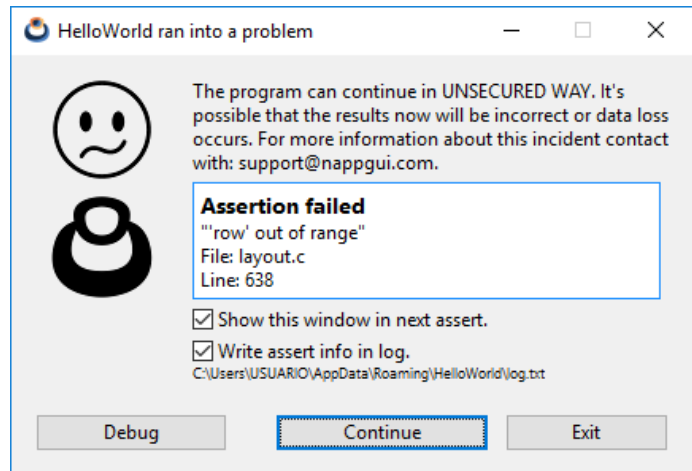 HelloWorld ran into a problem
The program can continue in UNSECURED WAY. It's
possible that the results now will be incorrect or data loss
occurs. For more information about this incident contact
with: support@nappgui.com.
Assertion failed
"'row' out of range"
File: layout.c
Line: 638
Show this window in next assert.
Write assert info in log.
C:\Users\USUARIO\AppData\Roaming\HelloWorld\log.txt
Debug Continue Exit